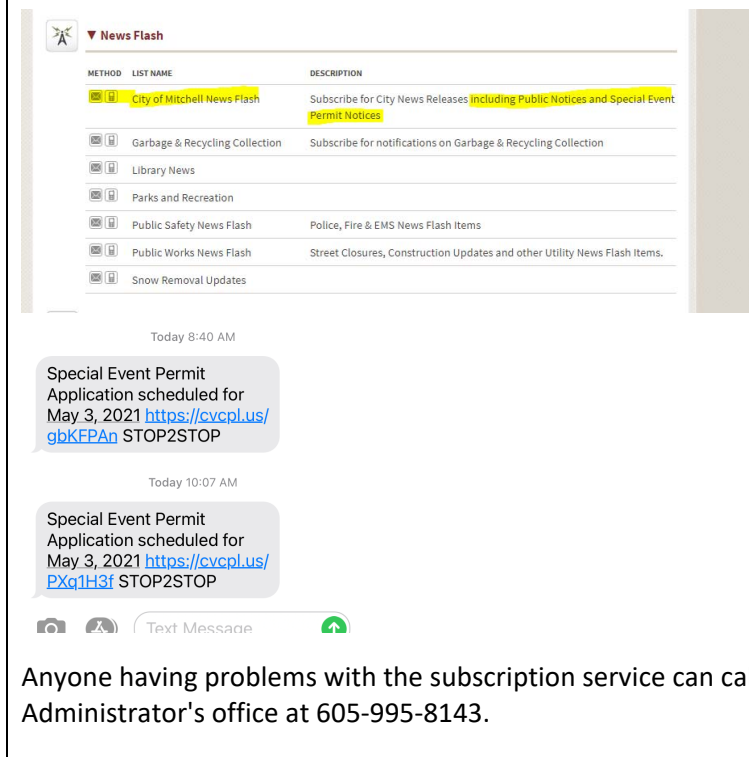 ▼ News Flash
METHOD LIST NAME DESCRIPTION
City of Mitchell News Flash Subscribe for City News Releases including Public Notices and Special Event
Permit Notices
Garbage & Recycling Collection Subscribe for notifications on Garbage & Recycling Collection
Library News
Parks and Recreation
Public Safety News Flash Police, Fire & EMS News Flash Items
Public Works News Flash Street Closures, Construction Updates and other Utility News Flash Items.
Snow Removal Updates
Today 8:40 AM
Special Event Permit
Application scheduled for
May 3, 2021 https://cvcpl.us/
gbKFPAn STOP2STOP
Today 10:07 AM
Special Event Permit
Application scheduled for
May 3, 2021 https://cvcpl.us/
PXq1H3f STOP2STOP
Text Message
Anyone having problems with the subscription service can ca
Administrator's office at 605-995-8143.